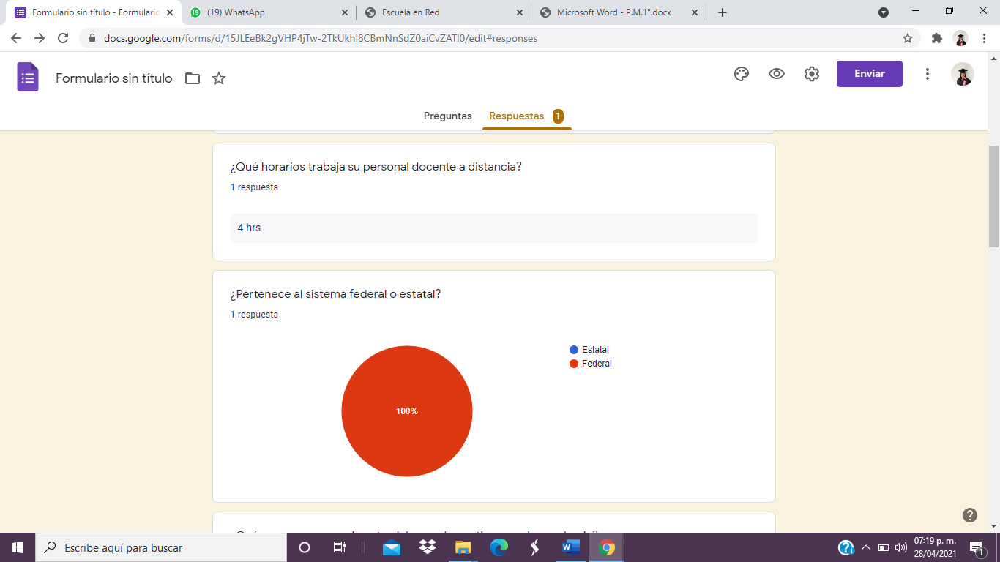 Formulario sin título - Formulario
(19) WhatsApp
Escuela en Red
Microsoft Word - P.M.1°.docx
docs.google.com/forms/d/15JLEeBk2gVHP4jTw-2TkUkhI8CBmNnSdZ0aiCvZATI0/edit#responses
Formulario sin título
Enviar
Preguntas
Respuestas 1
¿Qué horarios trabaja su personal docente a distancia?
1 respuesta
4 hrs
¿Pertenece al sistema federal o estatal?
1 respuesta
Estatal
Federal
100%
Escribe aquí para buscar
07:19 p. m.
28/04/2021
1